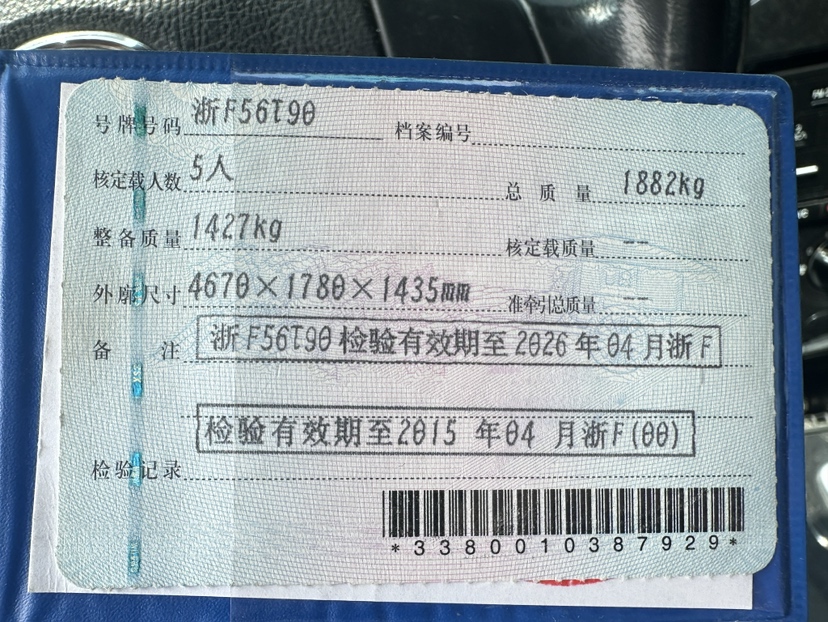 号牌号码 浙F56T90 档案编号
核定载人数 5人 总质量 1882kg
整备质量 1427kg 核定载质量 --
外廓尺寸 4670×1780×1435mm 准牵引总质量 --
备注 浙F56T90检验有效期至2026年04月浙F
检验有效期至2015年04月浙F(00)
检验记录
*3380010387929*